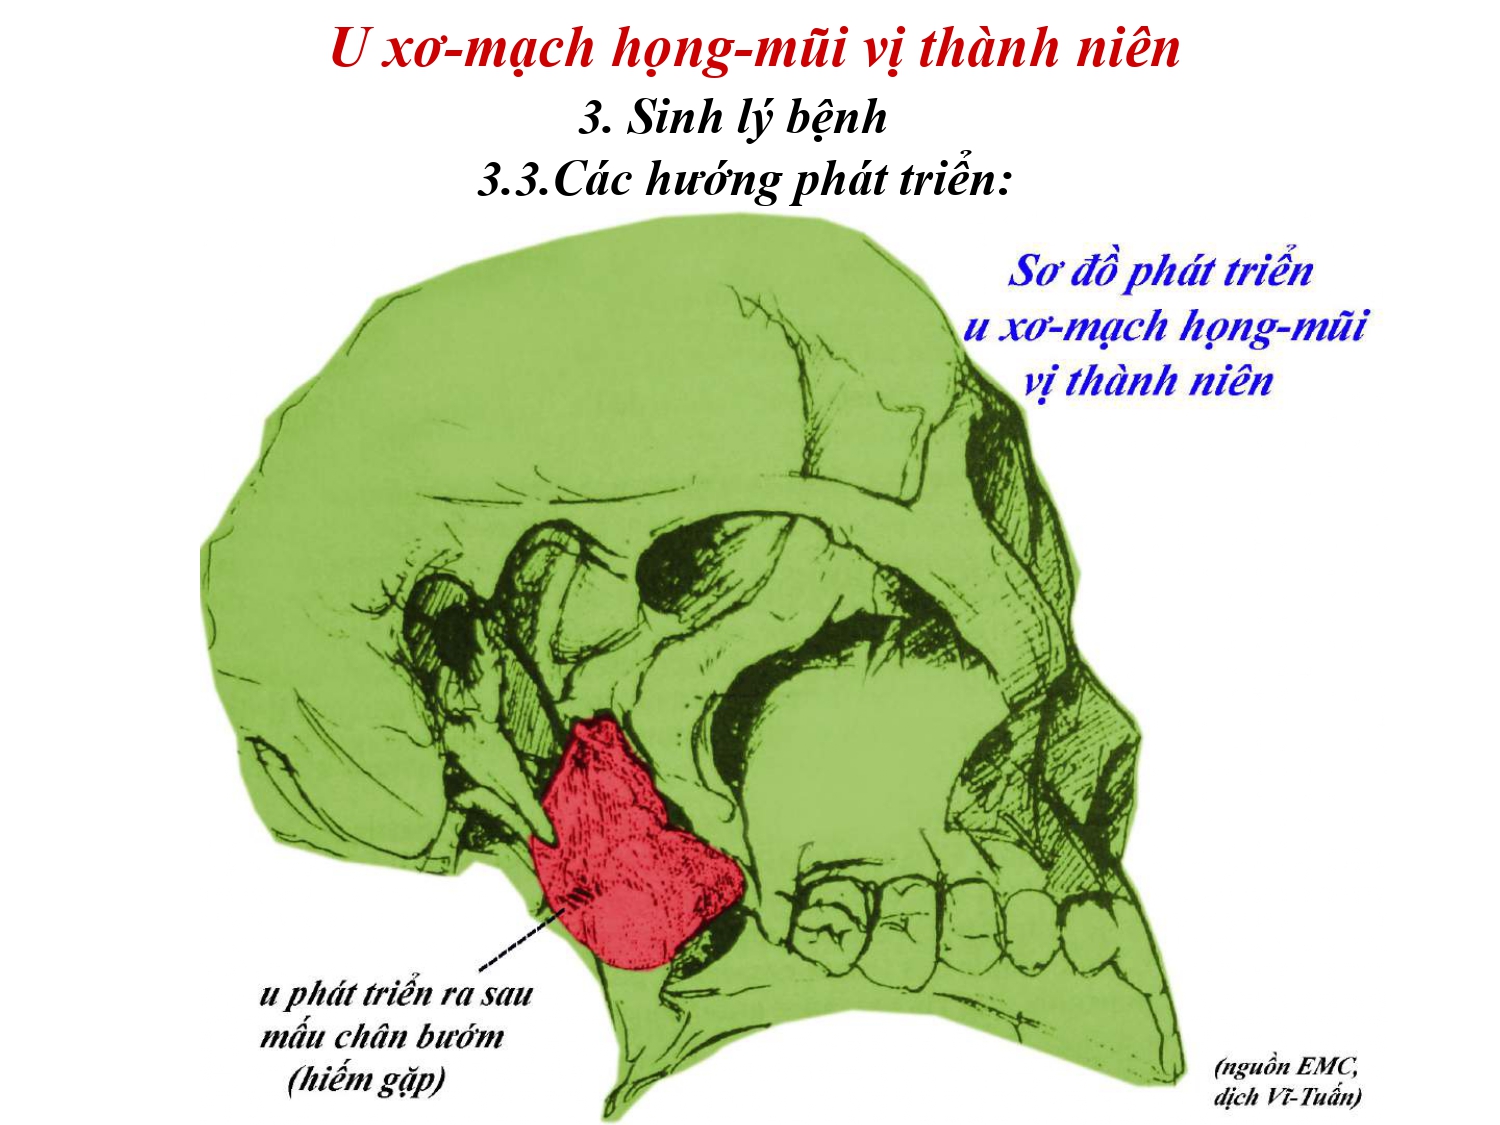 U xơ-mạch họng-mũi vị thành niên
3. Sinh lý bệnh
3.3.Các hướng phát triển:
Sơ đồ phát triển
u xơ-mạch họng-mũi
vị thành niên
u phát triển ra sau
mấu chân bướm
(hiếm gặp)
(nguồn EMC,
dịch Vĩ-Tuấn)